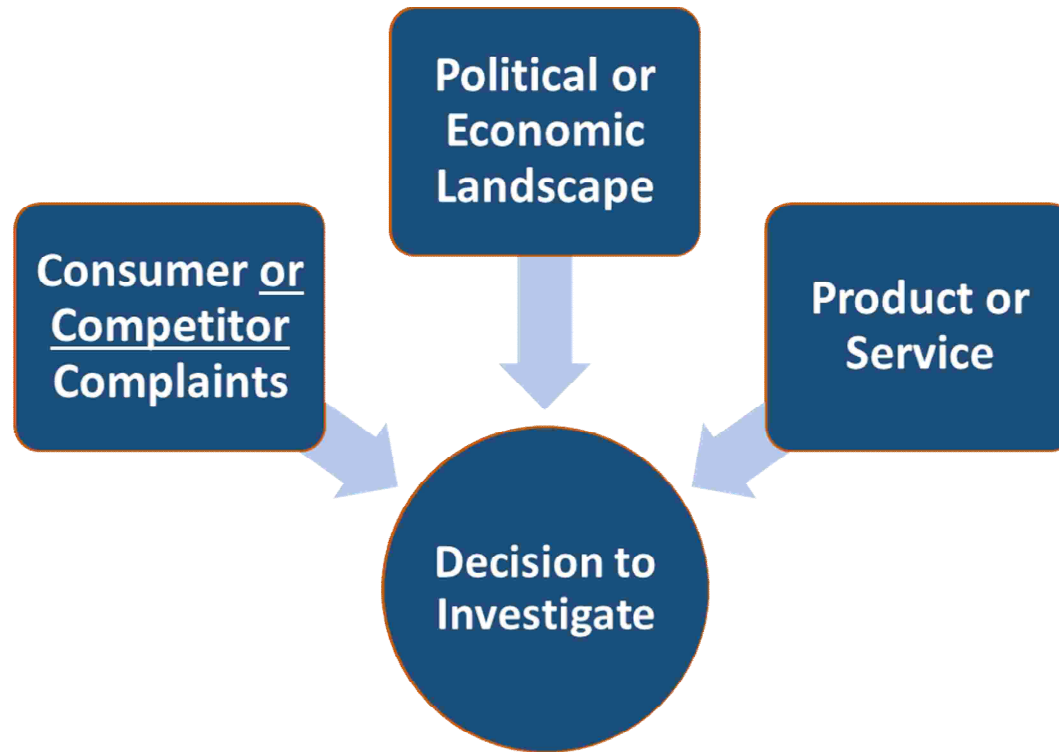 Political or
Economic
Landscape
Consumer or
Competitor
Complaints
Product or
Service
Decision to
Investigate